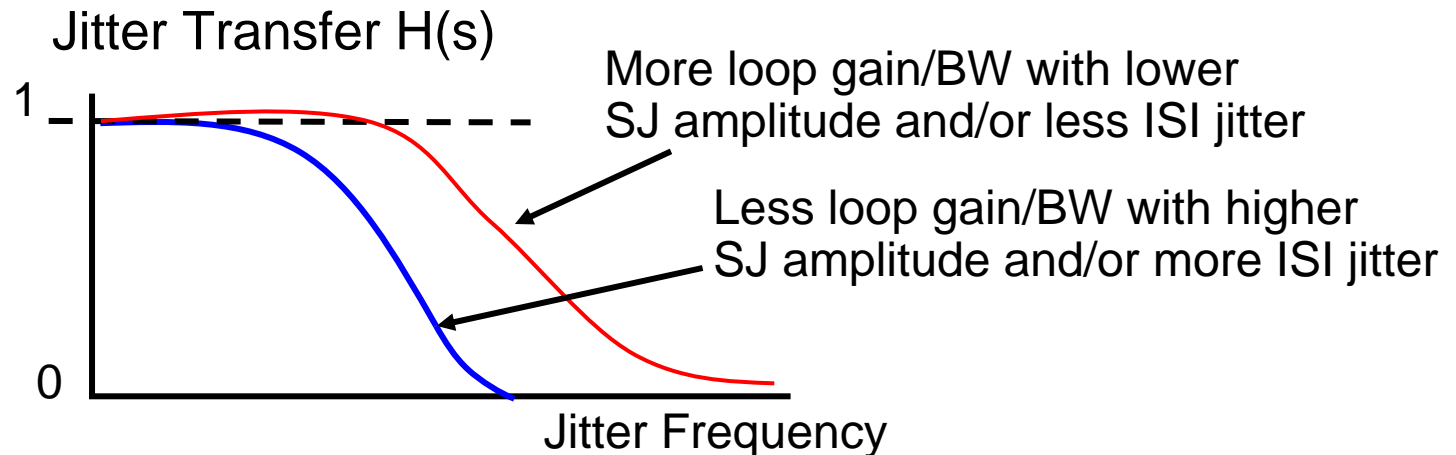 Jitter Transfer H(s)
1
More loop gain/BW with lower
SJ amplitude and/or less ISI jitter
Less loop gain/BW with higher
SJ amplitude and/or more ISI jitter
0
Jitter Frequency